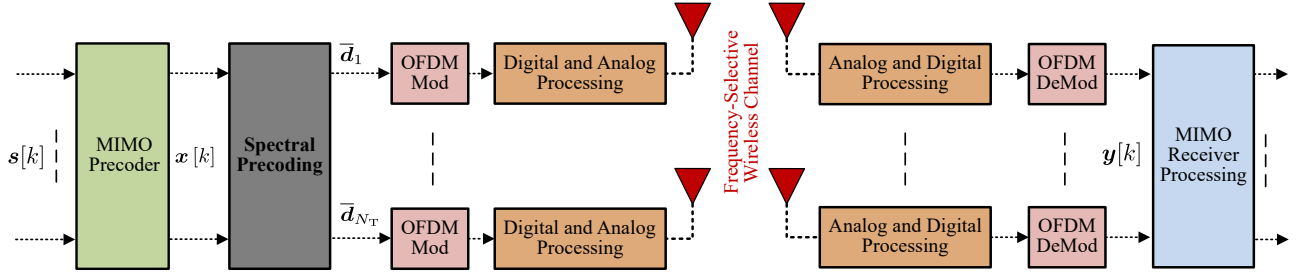 s[k]
MIMO
Precoder
x[k]
Spectral
Precoding
d̅₁
d̅_{N_T}
OFDM
Mod
Digital and Analog
Processing
OFDM
Mod
Digital and Analog
Processing
Frequency-Selective
Wireless Channel
Analog and Digital
Processing
OFDM
DeMod
Analog and Digital
Processing
OFDM
DeMod
y[k]
MIMO
Receiver
Processing